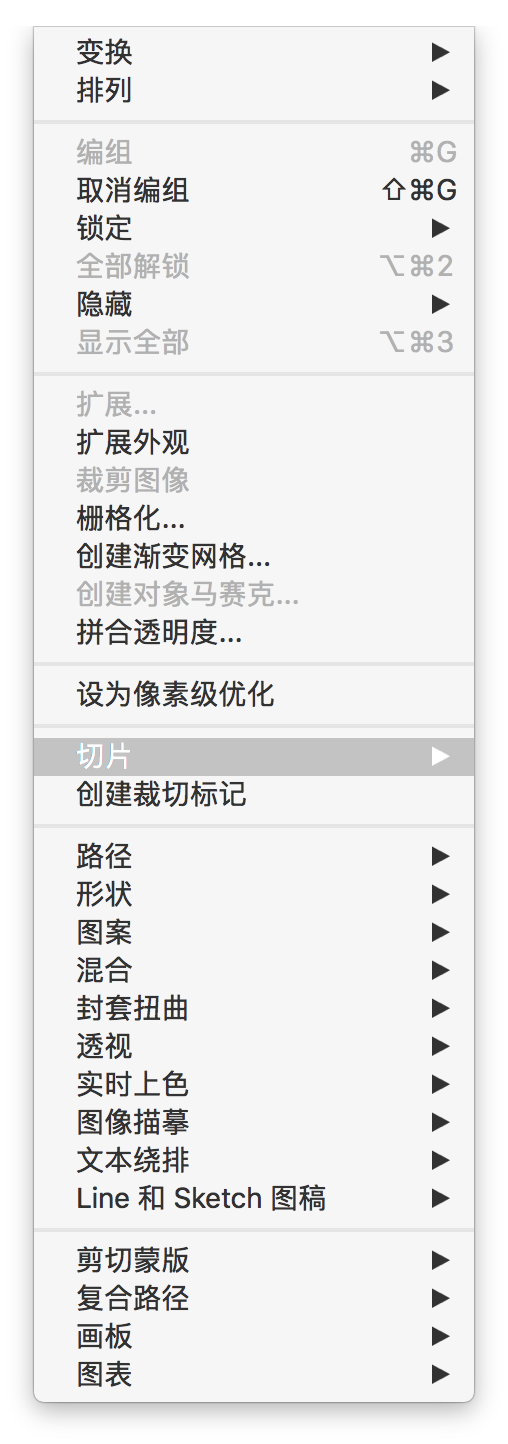 变换 ▶
排列 ▶
编组 ⌘G
取消编组 ⇧⌘G
锁定 ▶
全部解锁 ⌥⌘2
隐藏 ▶
显示全部 ⌥⌘3
扩展...
扩展外观
裁剪图像
栅格化...
创建渐变网格...
创建对象马赛克...
拼合透明度...
设为像素级优化
切片 ▶
创建裁切标记
路径 ▶
形状 ▶
图案 ▶
混合 ▶
封套扭曲 ▶
透视 ▶
实时上色 ▶
图像描摹 ▶
文本绕排 ▶
Line 和 Sketch 图稿 ▶
剪切蒙版 ▶
复合路径 ▶
画板 ▶
图表 ▶